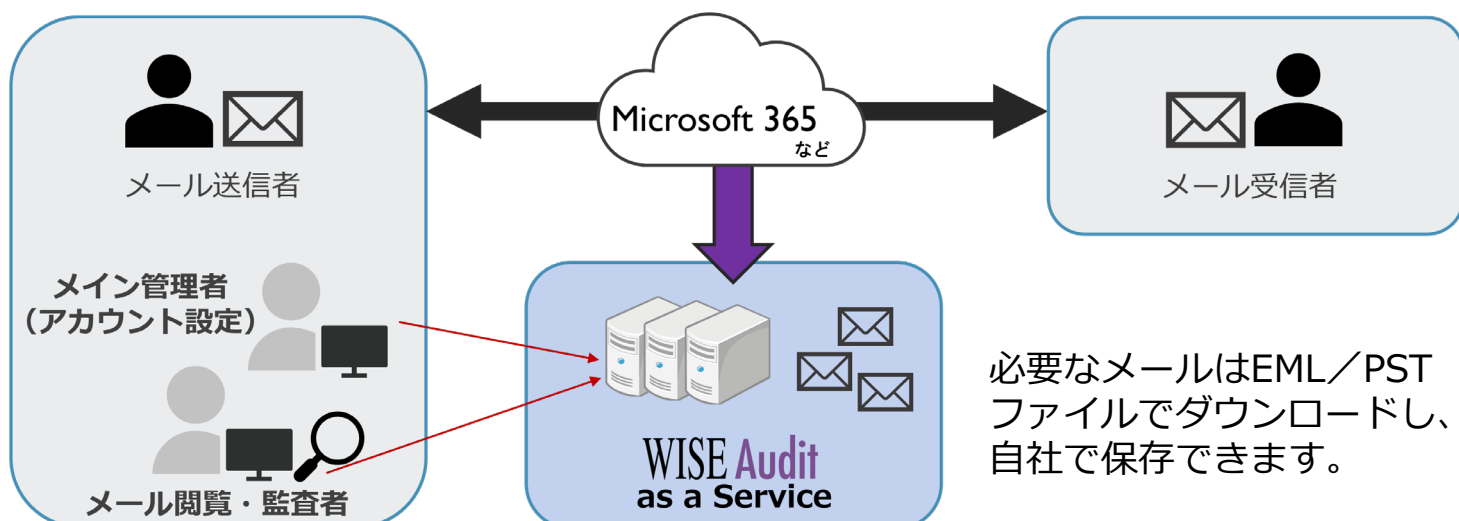 Microsoft 365
など
メール送信者
メール受信者
メイン管理者
（アカウント設定）
メール閲覧・監査者
WISE Audit
as a Service
必要なメールはEML／PST
ファイルでダウンロードし、
自社で保存できます。